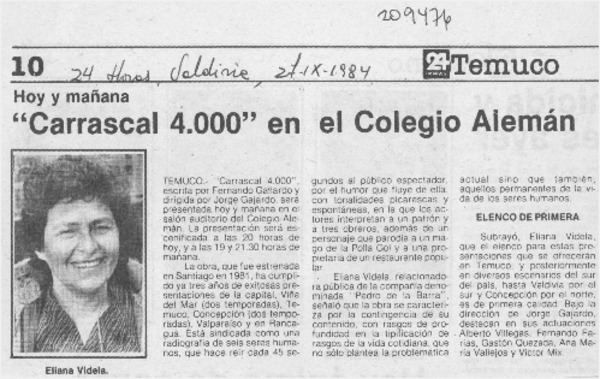 209476
10
24 Horas, Valdivia, 27-IX-1984
24 Temuco
Hoy y mañana
“Carrascal 4.000” en el Colegio Alemán
TEMUCO.- “Carrascal 4.000”,
escrita por Fernando Gallardo y
dirigida por Jorge Gajardo, será
presentada hoy y mañana en el
salón auditorio del Colegio Ale-
mán. La presentación será es-
cenificada a las 20 horas de
hoy, y a las 19 y 21.30 horas de
mañana.
La obra, que fue estrenada
en Santiago en 1981, ha cumpli-
do ya tres años de exitosas pre-
sentaciones de la capital, Viña
del Mar (dos temporadas), Te-
muco, Concepción (dos tempo-
radas), Valparaíso y en Ranca-
gua. Está sindicada como una
radiografía de seis seres huma-
nos, que hace reir cada 45 se-
gundos al público espectador,
por el humor que fluye de ella,
con tonalidades picarescas y
espontáneas, en la que los ac-
tores interpretan a un patrón y
a tres obreros, además de un
personaje que parodia a un ma-
go de la Polla Gol y a una pro-
pietaria de un restaurante popu-
lar.
Eliana Videla, relacionado-
ra pública de la compañía deno-
minada “Pedro de la Barra”,
señaló que la obra se caracteriza
por la contingencia de su
contenido, con rasgos de pro-
fundidad en la tipificación de
rasgos de la vida cotidiana, que
no sólo plantea la problemática
actual sino que también,
aquellos permanentes de la vi-
da de los seres humanos.
ELENCO DE PRIMERA
Subrayó, Eliana Videla,
que el elenco para estas pre-
sentaciones que se ofrecerán
en Temuco, y posteriormente
en diversos escenarios del sur
del país, hasta Valdivia por el
sur y Concepción por el norte,
es de primera calidad. Bajo la
dirección de Jorge Gajardo,
destacan en sus actuaciones
Alberto Villegas, Fernando Fa-
rías, Gastón Quezada, Ana Ma-
ría Vallejos y Víctor Mix.
Eliana Videla.